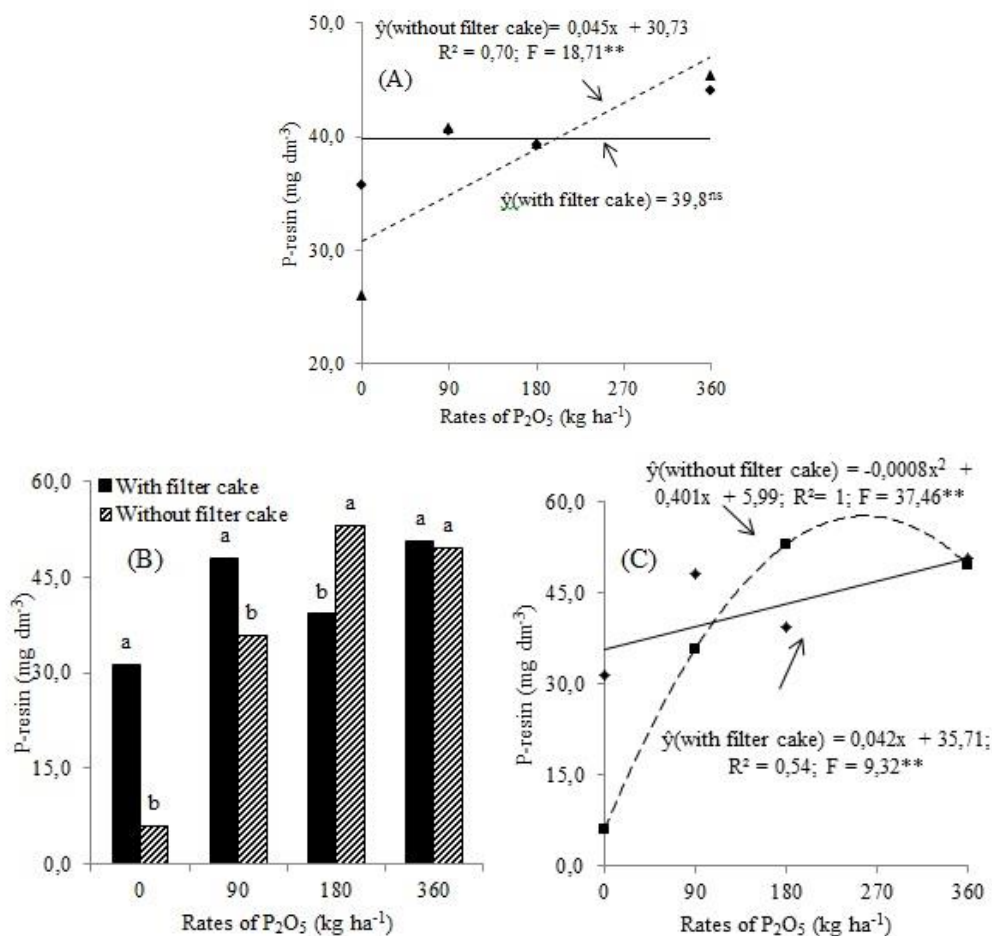 50,0
40,0
30,0
20,0
P-resin (mg dm⁻³)
ŷ(without filter cake)= 0,045x + 30,73
R² = 0,70; F = 18,71**
(A)
ŷ(with filter cake) = 39,8ⁿˢ
0 90 180 270 360
Rates of P₂O₅ (kg ha⁻¹)
60,0
45,0
30,0
15,0
0,0
P-resin (mg dm⁻³)
With filter cake
Without filter cake
(B)
a b a b b a a a
0 90 180 360
Rates of P₂O₅ (kg ha⁻¹)
ŷ(without filter cake) = -0,0008x² +
0,401x + 5,99; R²= 1; F = 37,46**
60,0
45,0
30,0
15,0
0,0
P-resin (mg dm⁻³)
(C)
ŷ(with filter cake) = 0,042x + 35,71;
R² = 0,54; F = 9,32**
0 90 180 270 360
Rates of P₂O₅ (kg ha⁻¹)